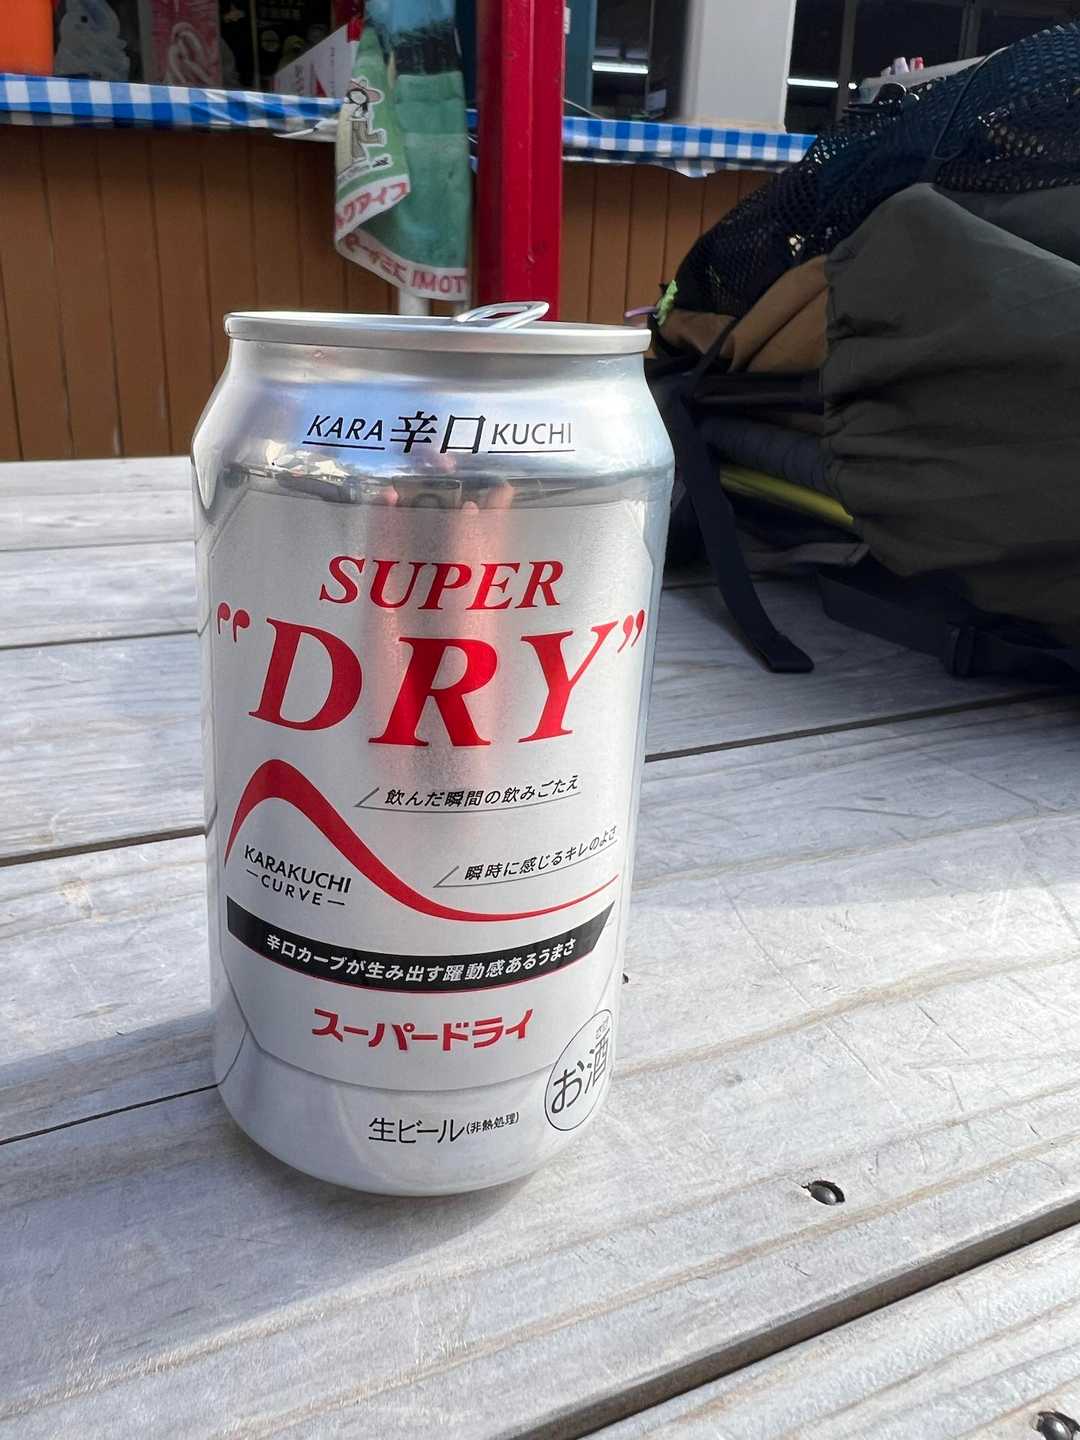 KARA 辛口 KUCHI
SUPER
“DRY”
飲んだ瞬間の飲みごたえ
瞬時に感じるキレのよさ
KARAKUCHI
CURVE
辛口カーブが生み出す躍動感あるうまさ
スーパードライ
お酒
生ビール(非熱処理)